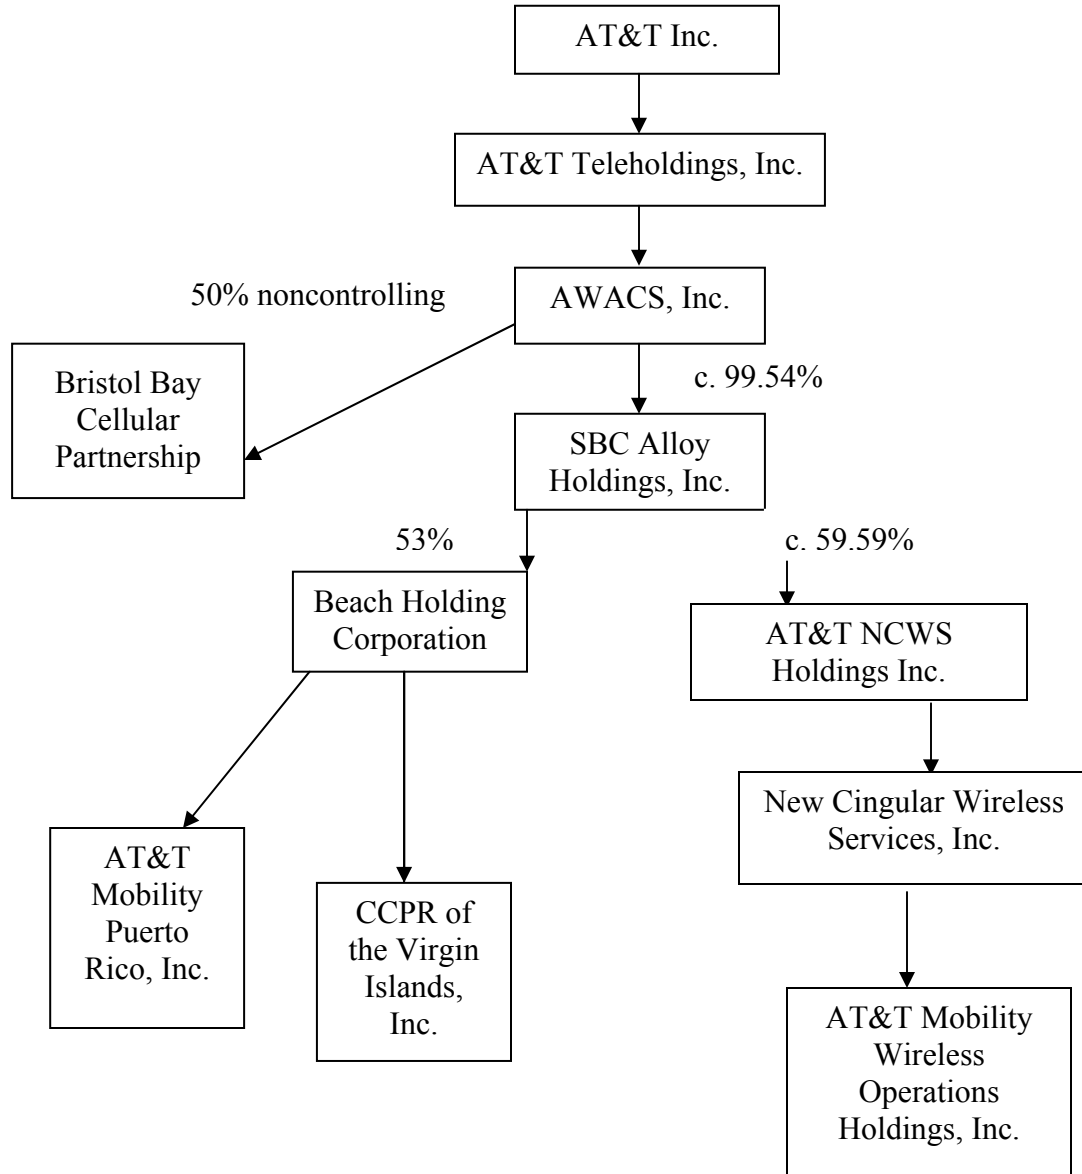 AT&T Inc.
AT&T Teleholdings, Inc.
50% noncontrolling
AWACS, Inc.
c. 99.54%
Bristol Bay
Cellular
Partnership
SBC Alloy
Holdings, Inc.
53%
c. 59.59%
Beach Holding
Corporation
AT&T NCWS
Holdings Inc.
New Cingular Wireless
Services, Inc.
AT&T
Mobility
Puerto
Rico, Inc.
CCPR of
the Virgin
Islands,
Inc.
AT&T Mobility
Wireless
Operations
Holdings, Inc.